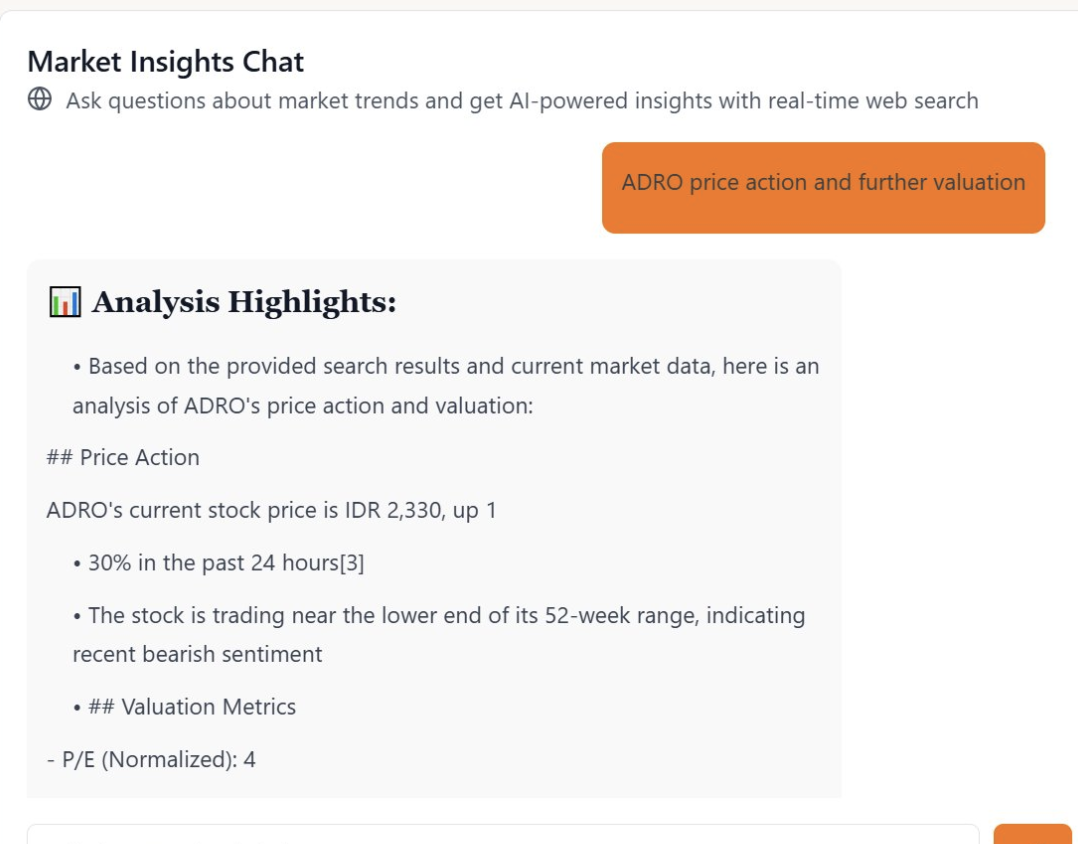 Market Insights Chat
Ask questions about market trends and get AI-powered insights with real-time web search
ADRO price action and further valuation
Analysis Highlights:
• Based on the provided search results and current market data, here is an
analysis of ADRO's price action and valuation:
## Price Action
ADRO's current stock price is IDR 2,330, up 1
• 30% in the past 24 hours[3]
• The stock is trading near the lower end of its 52-week range, indicating
recent bearish sentiment
• ## Valuation Metrics
- P/E (Normalized): 4